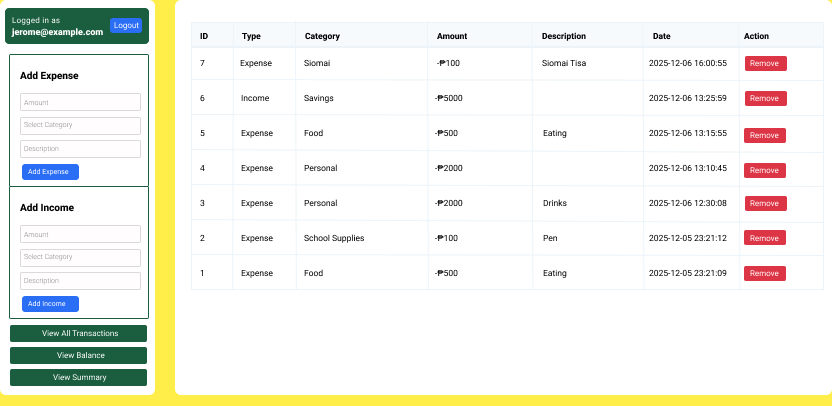 Logged in as
jerome@example.com
Logout
Add Expense
Amount
Select Category
Description
Add Expense
Add Income
Amount
Select Category
Description
Add Income
View All Transactions
View Balance
View Summary
ID Type Category Amount Description Date Action
7 Expense Siomai -₱100 Siomai Tisa 2025-12-06 16:00:55 Remove
6 Income Savings -₱5000 2025-12-06 13:25:59 Remove
5 Expense Food -₱500 Eating 2025-12-06 13:15:55 Remove
4 Expense Personal -₱2000 2025-12-06 13:10:45 Remove
3 Expense Personal -₱2000 Drinks 2025-12-06 12:30:08 Remove
2 Expense School Supplies -₱100 Pen 2025-12-05 23:21:12 Remove
1 Expense Food -₱500 Eating 2025-12-05 23:21:09 Remove